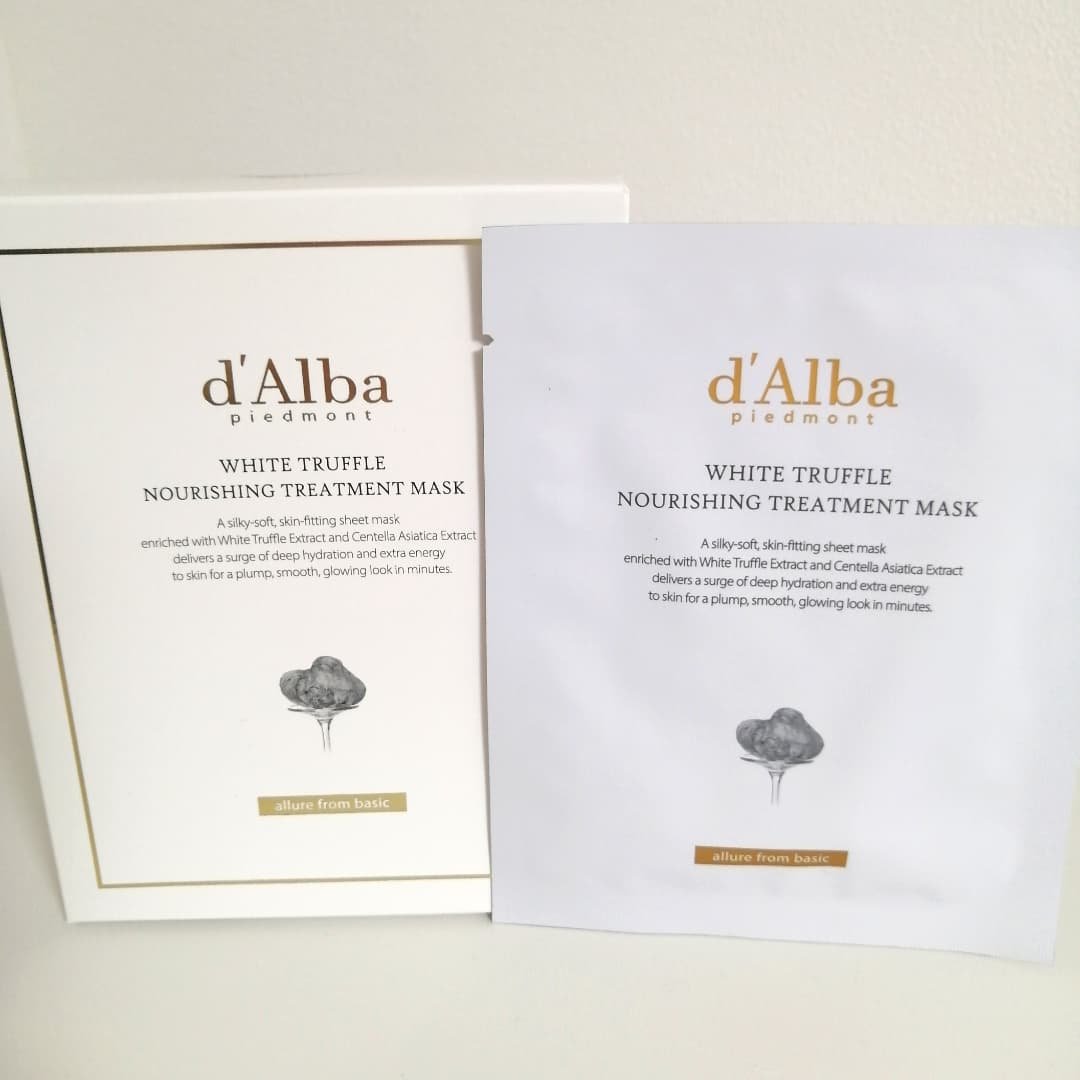 d'Alba
piedmont
WHITE TRUFFLE
NOURISHING TREATMENT MASK
A silky-soft, skin-fitting sheet mask
enriched with White Truffle Extract and Centella Asiatica Extract
delivers a surge of deep hydration and extra energy
to skin for a plump, smooth, glowing look in minutes.
allure from basic
d'Alba
piedmont
WHITE TRUFFLE
NOURISHING TREATMENT MASK
A silky-soft, skin-fitting sheet mask
enriched with White Truffle Extract and Centella Asiatica Extract
delivers a surge of deep hydration and extra energy
to skin for a plump, smooth, glowing look in minutes.
allure from basic